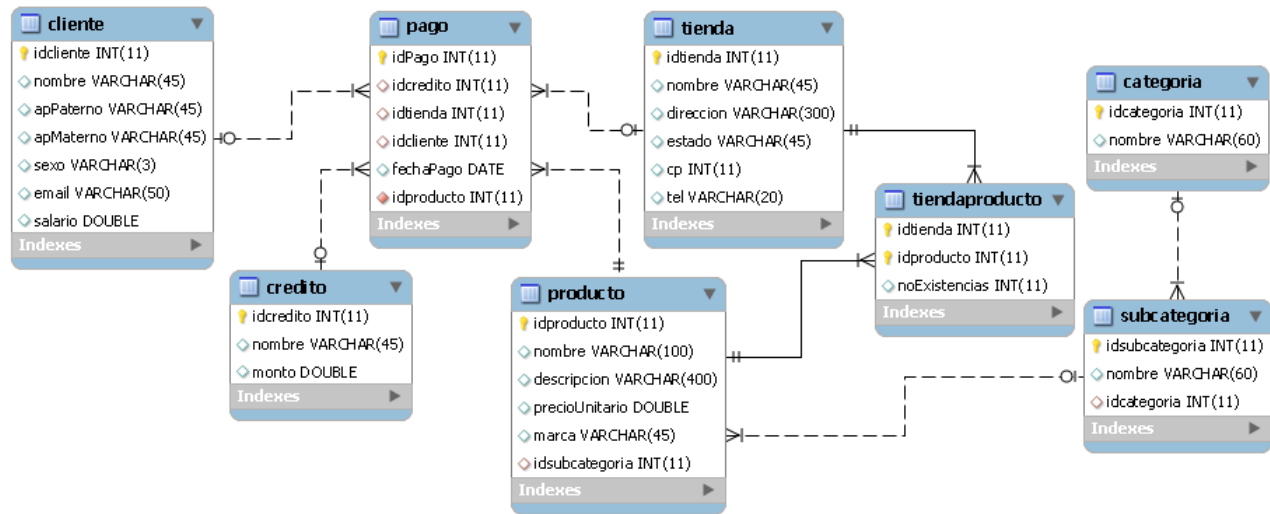 cliente
idcliente INT(11)
nombre VARCHAR(45)
apPaterno VARCHAR(45)
apMaterno VARCHAR(45)
sexo VARCHAR(3)
email VARCHAR(50)
salario DOUBLE
Indexes
pago
idPago INT(11)
idcredito INT(11)
idtienda INT(11)
idcliente INT(11)
fechaPago DATE
idproducto INT(11)
Indexes
tienda
idtienda INT(11)
nombre VARCHAR(45)
direccion VARCHAR(300)
estado VARCHAR(45)
cp INT(11)
tel VARCHAR(20)
Indexes
categoria
idcategoria INT(11)
nombre VARCHAR(60)
Indexes
tiendaproducto
idtienda INT(11)
idproducto INT(11)
noExistencias INT(11)
Indexes
credito
idcredito INT(11)
nombre VARCHAR(45)
monto DOUBLE
Indexes
producto
idproducto INT(11)
nombre VARCHAR(100)
descripcion VARCHAR(400)
precioUnitario DOUBLE
marca VARCHAR(45)
idsubcategoria INT(11)
Indexes
subcategoria
idsubcategoria INT(11)
nombre VARCHAR(60)
idcategoria INT(11)
Indexes